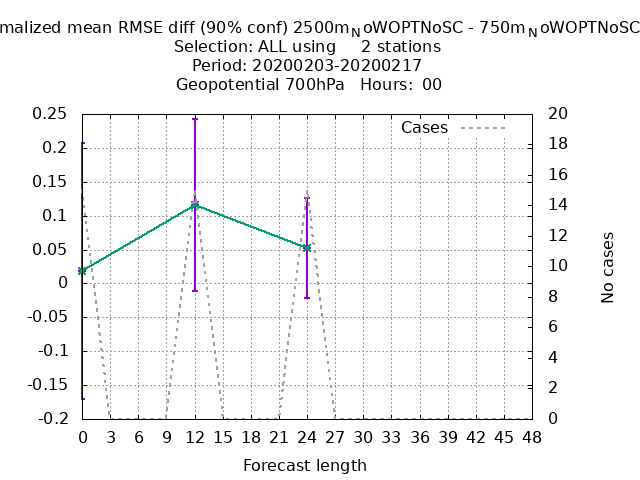 malized mean RMSE diff (90% conf) 2500mNoWOPTNoSC - 750mNoWOPTNoSC
Selection: ALL using 2 stations
Period: 20200203-20200217
Geopotential 700hPa Hours: 00
Cases
0.25
0.2
0.15
0.1
0.05
0
-0.05
-0.1
-0.15
-0.2
20
18
16
14
12
10
8
6
4
2
0
No cases
0 3 6 9 12 15 18 21 24 27 30 33 36 39 42 45 48
Forecast length